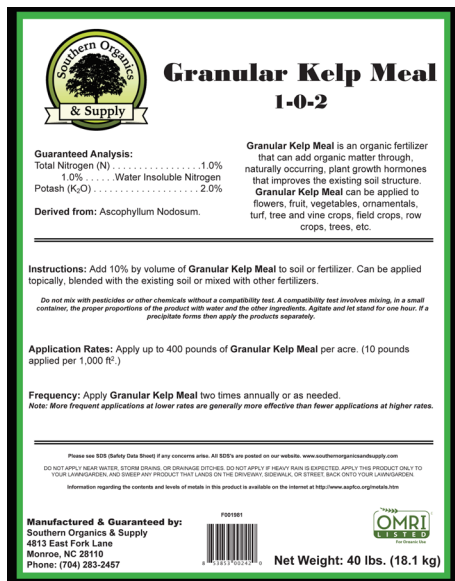 Southern Organics
& Supply
Granular Kelp Meal
1-0-2
Guaranteed Analysis:
Total Nitrogen (N) . . . . . . . . . . . . . . . . .1.0%
1.0% . . . . . .Water Insoluble Nitrogen
Potash (K₂O) . . . . . . . . . . . . . . . . . . . . 2.0%
Derived from: Ascophyllum Nodosum.
Granular Kelp Meal is an organic fertilizer
that can add organic matter through,
naturally occurring, plant growth hormones
that improves the existing soil structure.
Granular Kelp Meal can be applied to
flowers, fruit, vegetables, ornamentals,
turf, tree and vine crops, field crops, row
crops, trees, etc.
Instructions: Add 10% by volume of Granular Kelp Meal to soil or fertilizer. Can be applied
topically, blended with the existing soil or mixed with other fertilizers.
Do not mix with pesticides or other chemicals without a compatibility test. A compatibility test involves mixing, in a small
container, the proper proportions of the product with water and the other ingredients. Agitate and let stand for one hour. If a
precipitate forms then apply the products separately.
Application Rates: Apply up to 400 pounds of Granular Kelp Meal per acre. (10 pounds
applied per 1,000 ft².)
Frequency: Apply Granular Kelp Meal two times annually or as needed.
Note: More frequent applications at lower rates are generally more effective than fewer applications at higher rates.
Please see SDS (Safety Data Sheet) if any concerns arise. All SDS's are posted on our website. www.southernorganicsandsupply.com
DO NOT APPLY NEAR WATER, STORM DRAINS, OR DRAINAGE DITCHES. DO NOT APPLY IF HEAVY RAIN IS EXPECTED. APPLY THIS PRODUCT ONLY TO
YOUR LAWN/GARDEN, AND SWEEP ANY PRODUCT THAT LANDS ON THE DRIVEWAY, SIDEWALK, OR STREET, BACK ONTO YOUR LAWN/GARDEN.
Information regarding the contents and levels of metals in this product is available on the internet at http://www.aapfco.org/metals.htm
Manufactured & Guaranteed by:
Southern Organics & Supply
4813 East Fork Lane
Monroe, NC 28110
Phone: (704) 283-2457
F001981
8 53853 00242 0
OMRI
LISTED
For Organic Use
Net Weight: 40 lbs. (18.1 kg)